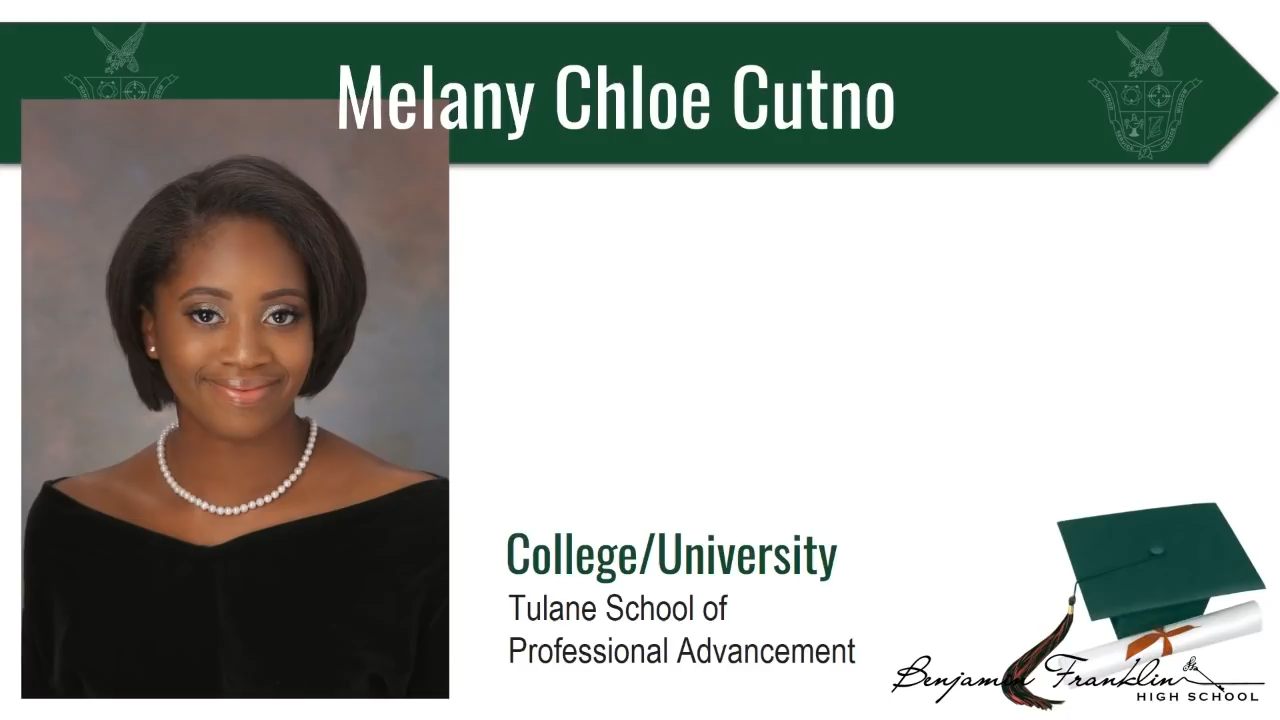 Melany Chloe Cutno
College/University
Tulane School of
Professional Advancement
Benjamin Franklin
HIGH SCHOOL